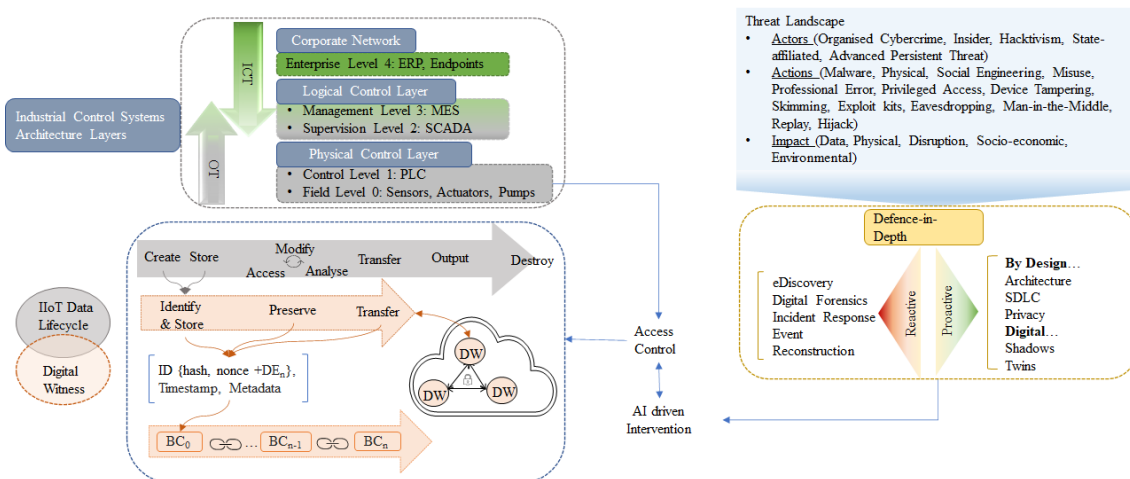 Industrial Control Systems
Architecture Layers
ICT
OT
Corporate Network
Enterprise Level 4: ERP, Endpoints
Logical Control Layer
• Management Level 3: MES
• Supervision Level 2: SCADA
Physical Control Layer
• Control Level 1: PLC
• Field Level 0: Sensors, Actuators, Pumps
Threat Landscape
• Actors (Organised Cybercrime, Insider, Hacktivism, State-
affiliated, Advanced Persistent Threat)
• Actions (Malware, Physical, Social Engineering, Misuse,
Professional Error, Privileged Access, Device Tampering,
Skimming, Exploit kits, Eavesdropping, Man-in-the-Middle,
Replay, Hijack)
• Impact (Data, Physical, Disruption, Socio-economic,
Environmental)
IIoT Data
Lifecycle
Digital
Witness
Create Store
Modify
Access Analyse
Transfer
Output
Destroy
Identify
& Store
Preserve
Transfer
ID {hash, nonce +DEn},
Timestamp, Metadata
DW
DW
DW
BC0
...
BCn-1
BCn
Access
Control
AI driven
Intervention
Defence-in-
Depth
eDiscovery
Digital Forensics
Incident Response
Event
Reconstruction
Reactive
Proactive
By Design…
Architecture
SDLC
Privacy
Digital…
Shadows
Twins